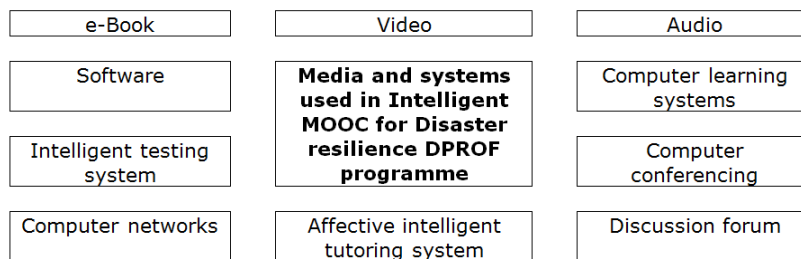 e-Book
Video
Audio
Software
Media and systems
used in Intelligent
MOOC for Disaster
resilience DPROF
programme
Computer learning
systems
Intelligent testing
system
Computer
conferencing
Computer networks
Affective intelligent
tutoring system
Discussion forum